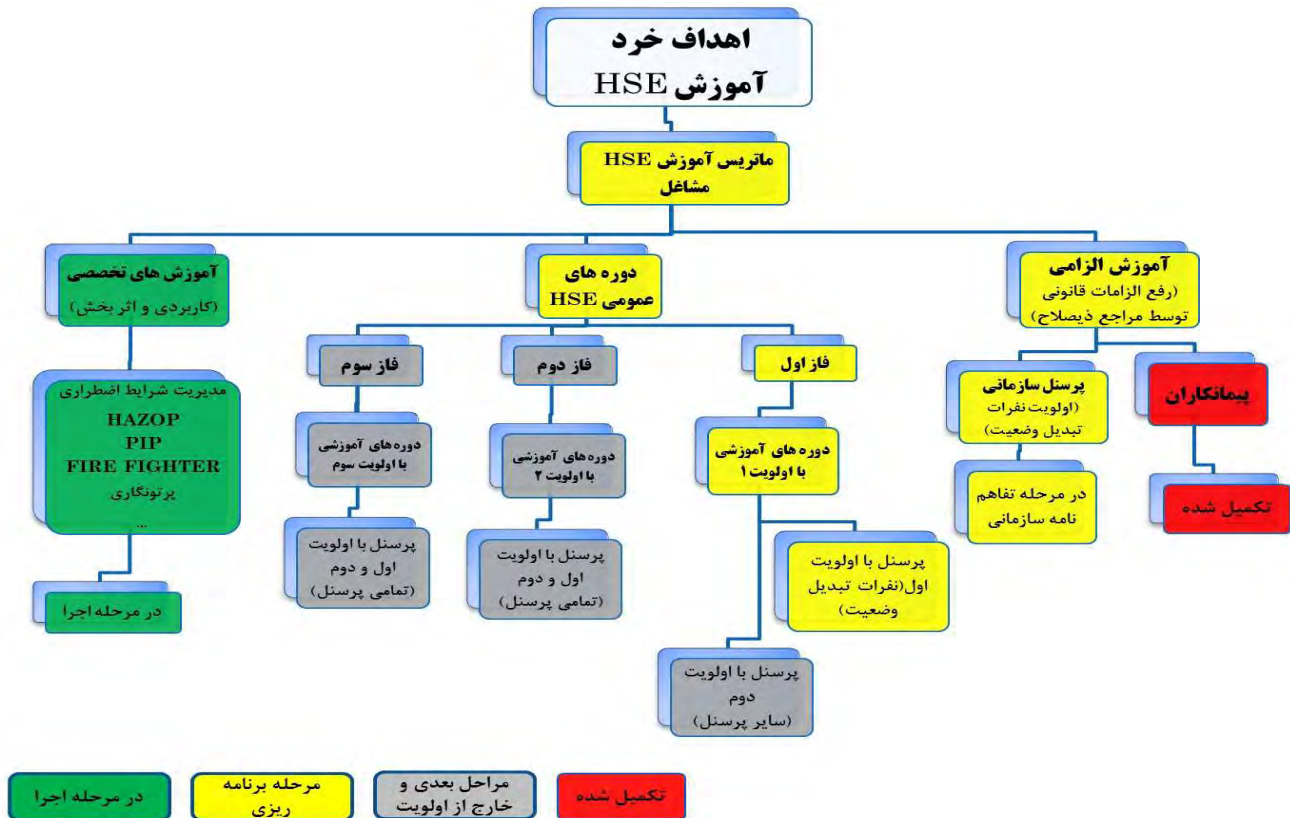 اهداف خرد
آموزش HSE
ماتریس آموزش HSE
مشاغل
آموزش الزامی
(رفع الزامات قانونی
توسط مراجع ذیصلاح)
دوره های
عمومی HSE
آموزش های تخصصی
(کاربردی و اثر بخش)
پیمانکاران
پرسنل سازمانی
(اولویت نفرات
تبدیل وضعیت)
فاز اول
فاز دوم
فاز سوم
مدیریت شرایط اضطراری
HAZOP
PIP
FIRE FIGHTER
پرتونگاری
...
تکمیل شده
در مرحله تفاهم
نامه سازمانی
دوره های آموزشی
با اولویت ۱
دوره های آموزشی
با اولویت ۲
دوره های آموزشی
با اولویت سوم
پرسنل با اولویت
اول(نفرات تبدیل
وضعیت)
پرسنل با اولویت
دوم
(سایر پرسنل)
پرسنل با اولویت
اول و دوم
(تمامی پرسنل)
پرسنل با اولویت
اول و دوم
(تمامی پرسنل)
در مرحله اجرا
تکمیل شده
مراحل بعدی و
خارج از اولویت
مرحله برنامه
ریزی
در مرحله اجرا